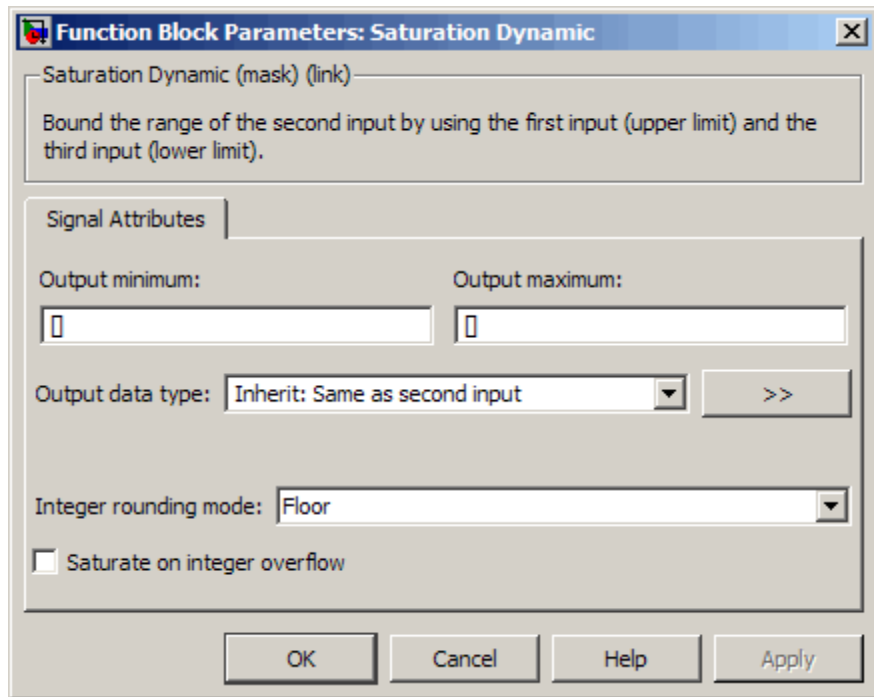 Function Block Parameters: Saturation Dynamic
Saturation Dynamic (mask) (link)
Bound the range of the second input by using the first input (upper limit) and the
third input (lower limit).
Signal Attributes
Output minimum:
Output maximum:
[]
[]
Output data type: Inherit: Same as second input >>
Integer rounding mode: Floor
Saturate on integer overflow
OK Cancel Help Apply